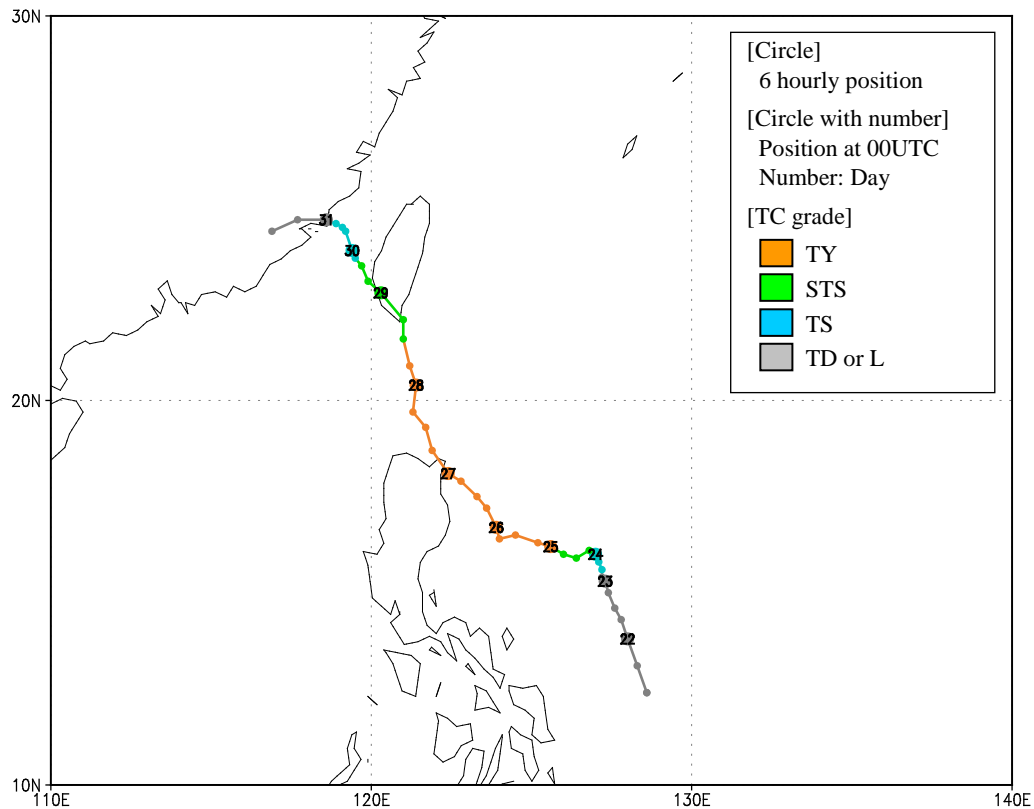 30N
[Circle]
6 hourly position
[Circle with number]
Position at 00UTC
Number: Day
[TC grade]
TY
STS
TS
TD or L
31
30
29
28
20N
27
26
25
24
23
22
10N
110E
120E
130E
140E